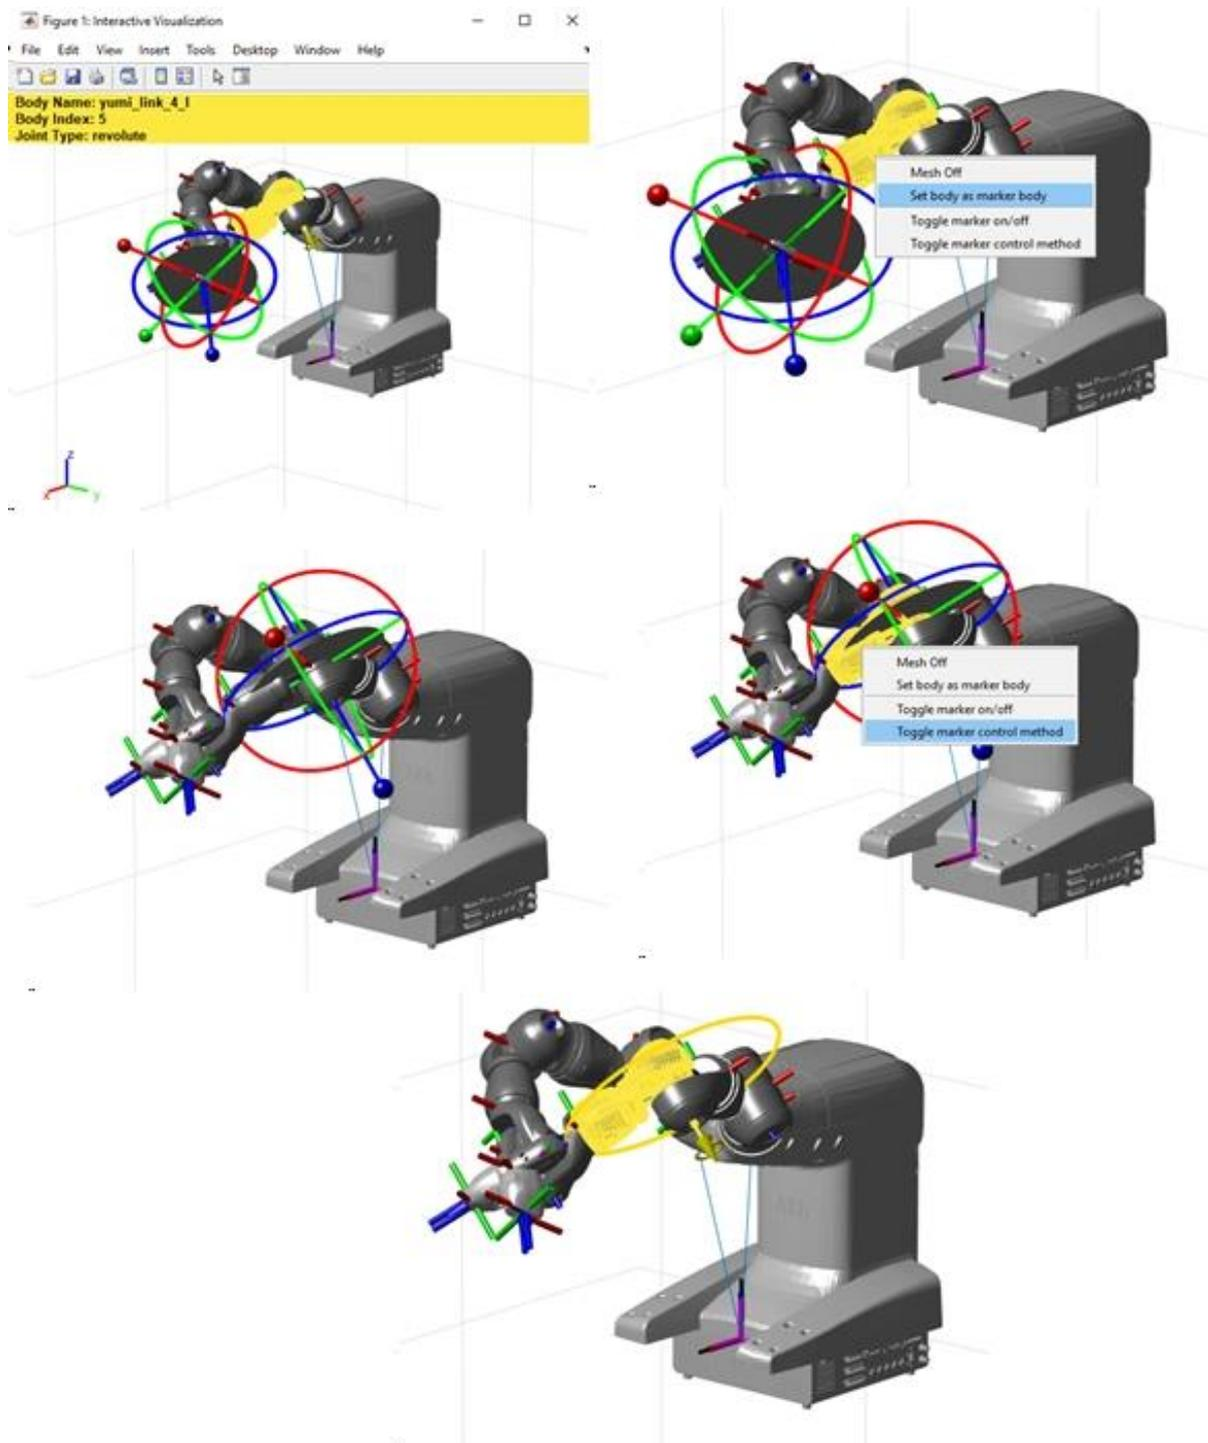 Figure 1: Interactive Visualization
File Edit View Insert Tools Desktop Window Help
Body Name: yumi_link_4_l
Body Index: 5
Joint Type: revolute
z
x
y
Mesh Off
Set body as marker body
Toggle marker on/off
Toggle marker control method
Mesh Off
Set body as marker body
Toggle marker on/off
Toggle marker control method